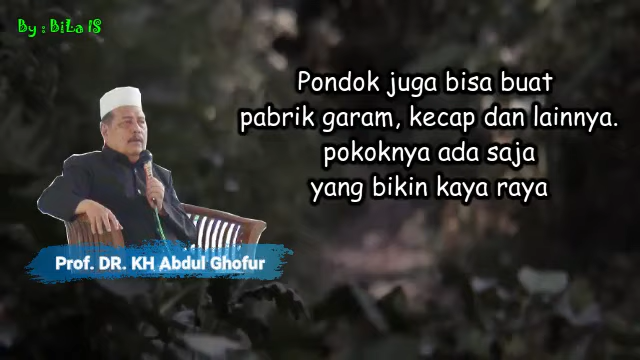 By : BiLa IS
Pondok juga bisa buat
pabrik garam, kecap dan lainnya.
pokoknya ada saja
yang bikin kaya raya
Prof. DR. KH Abdul Ghofur